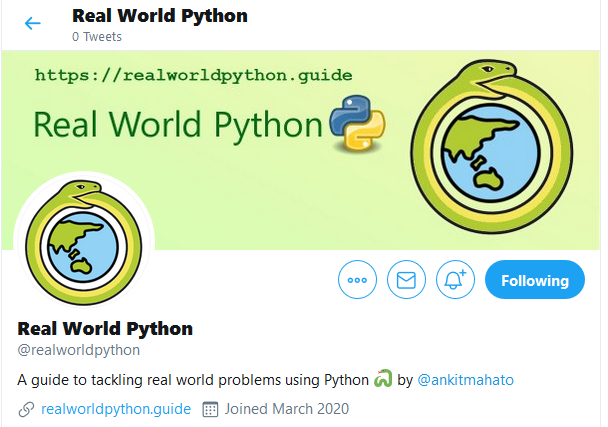 Real World Python
0 Tweets
https://realworldpython.guide
Real World Python
Following
Real World Python
@realworldpython
A guide to tackling real world problems using Python 🐍 by @ankitmahato
realworldpython.guide Joined March 2020